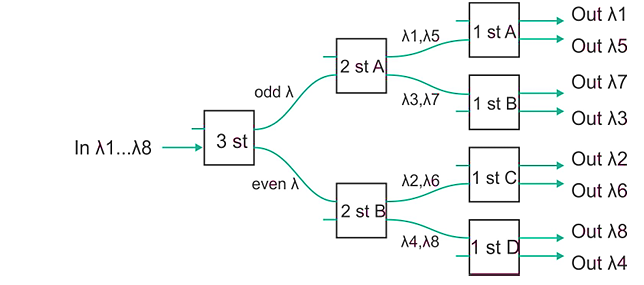 In λ1...λ8
3 st
odd λ
even λ
2 st A
2 st B
λ1,λ5
λ3,λ7
λ2,λ6
λ4,λ8
1 st A
1 st B
1 st C
1 st D
Out λ1
Out λ5
Out λ7
Out λ3
Out λ2
Out λ6
Out λ8
Out λ4